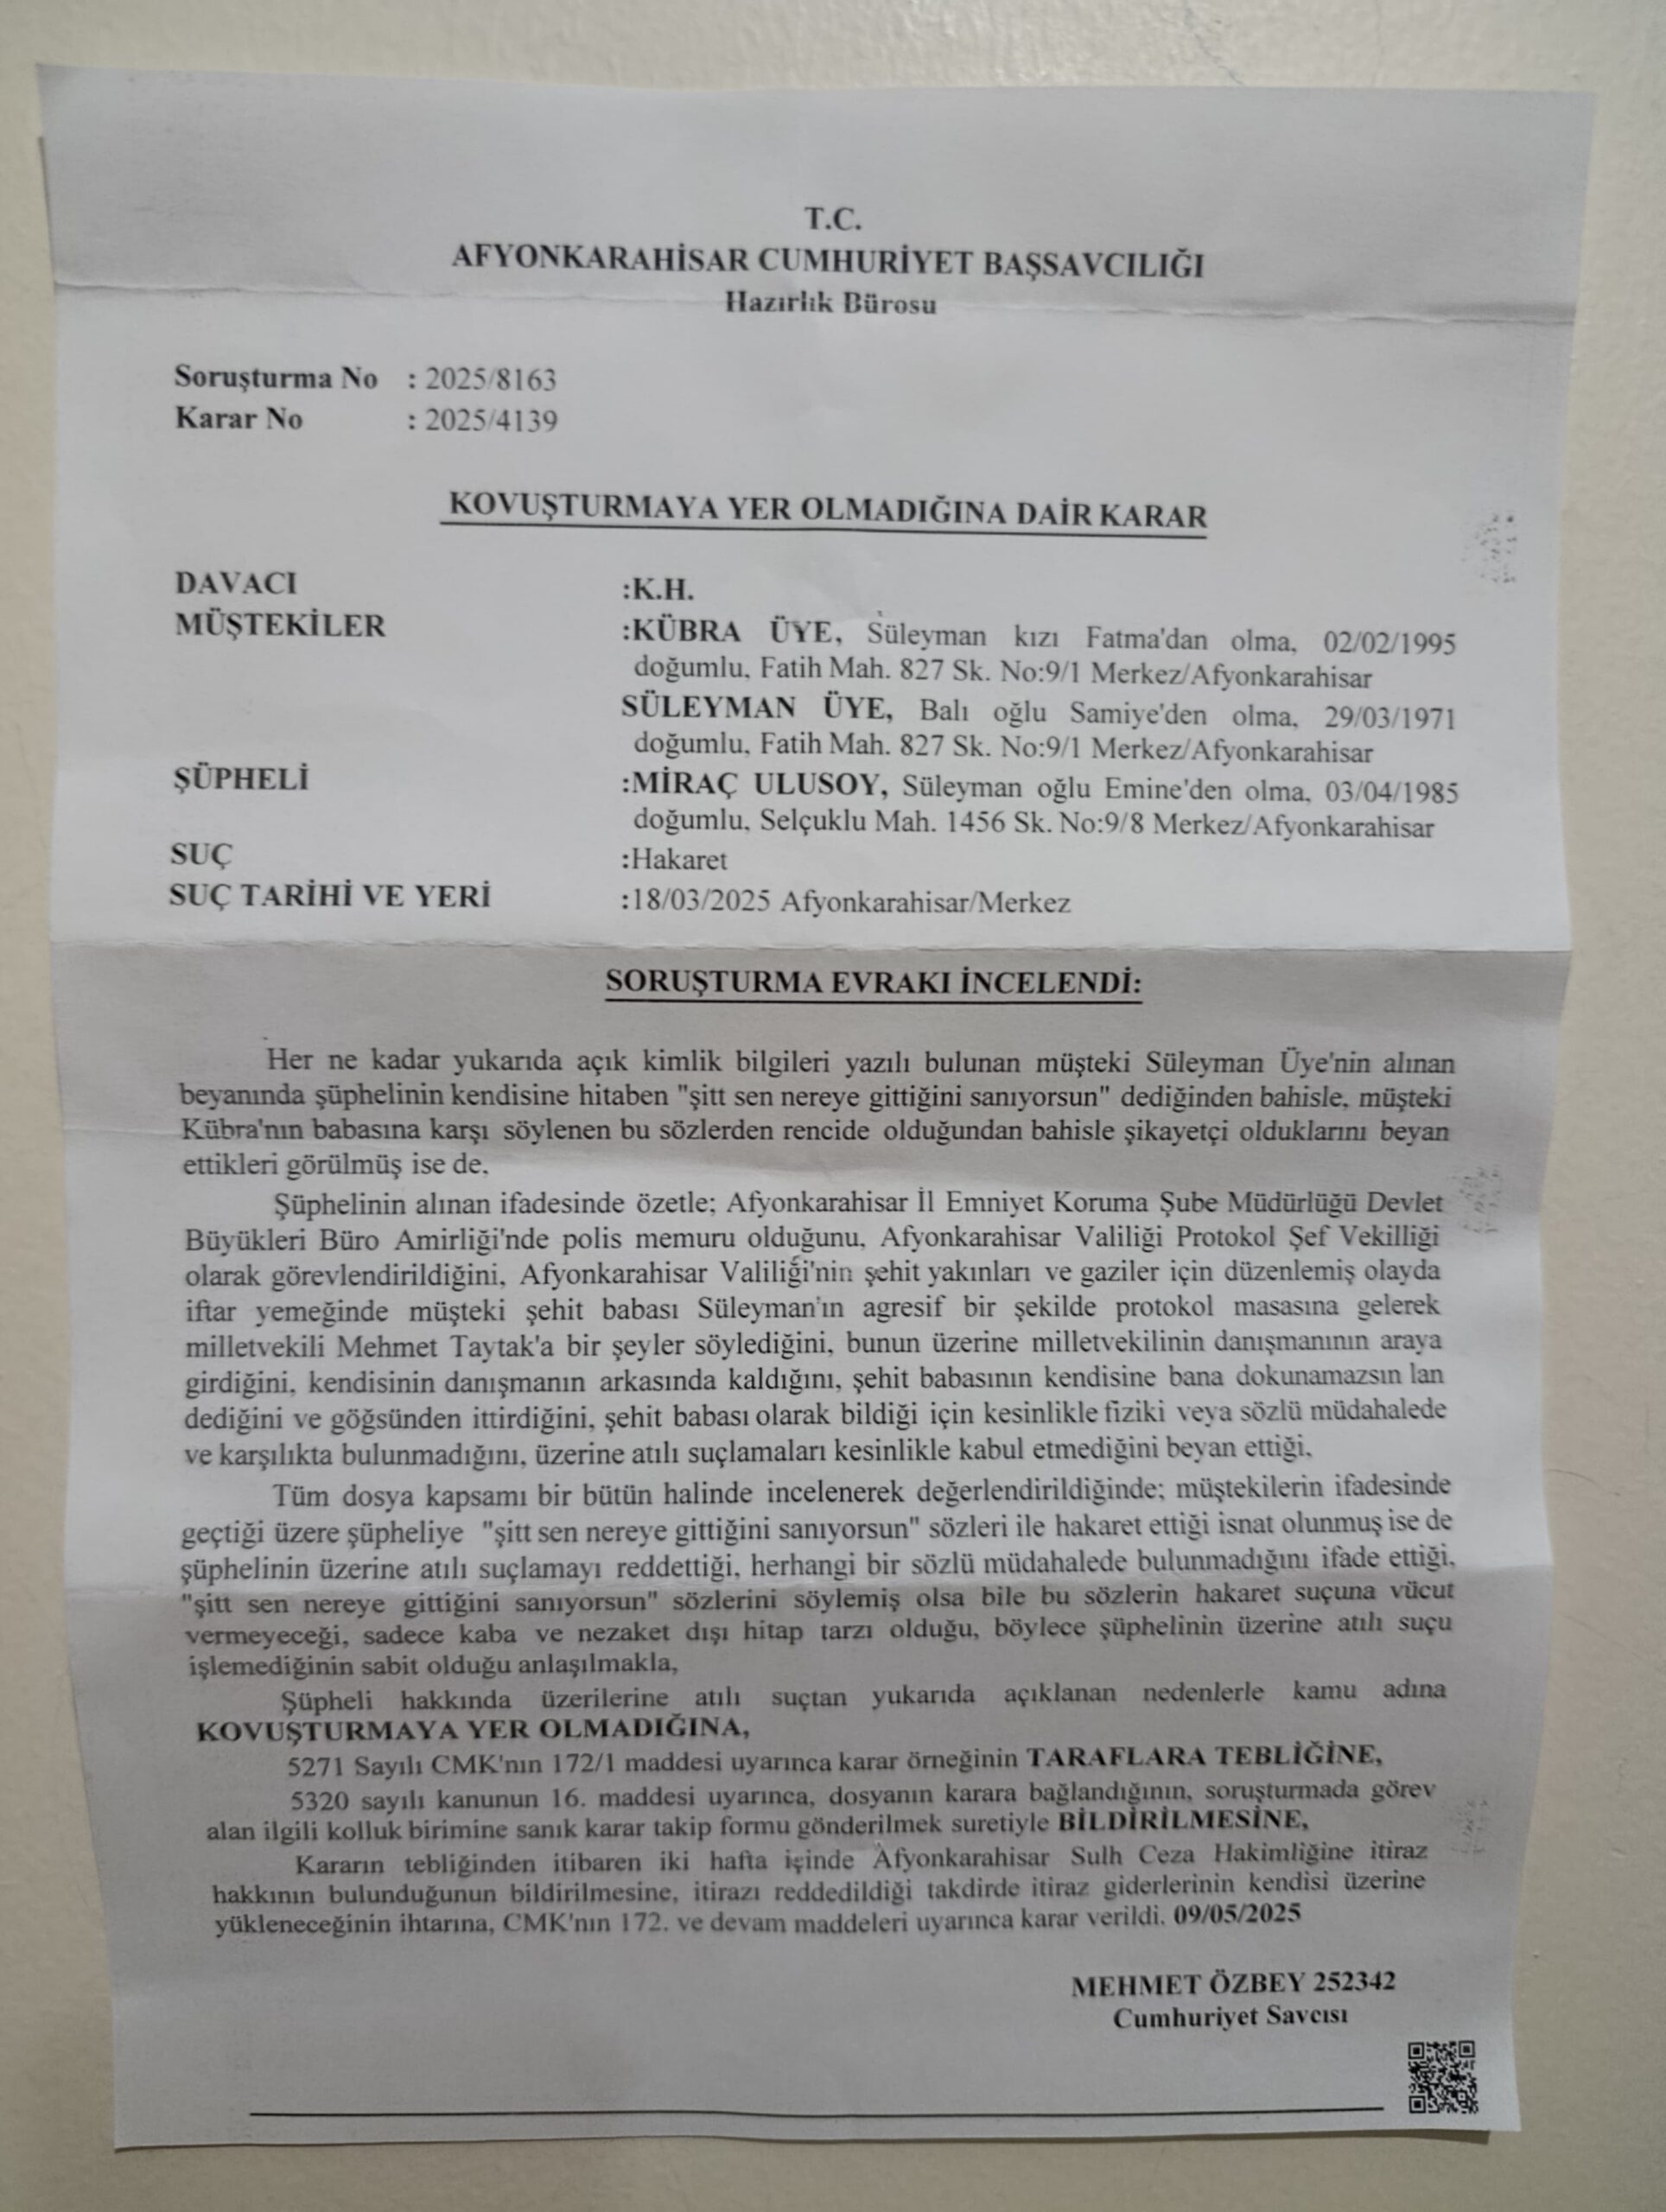 T.C.
AFYONKARAHİSAR CUMHURİYET BAŞSAVCILIĞI
Hazırlık Bürosu
Soruşturma No : 2025/8163
Karar No : 2025/4139
KOVUŞTURMAYA YER OLMADIĞINA DAİR KARAR
DAVACI :K.H.
MÜŞTEKİLER :KÜBRA ÜYE, Süleyman kızı Fatma'dan olma, 02/02/1995
doğumlu, Fatih Mah. 827 Sk. No:9/1 Merkez/Afyonkarahisar
SÜLEYMAN ÜYE, Balı oğlu Samiye'den olma, 29/03/1971
doğumlu, Fatih Mah. 827 Sk. No:9/1 Merkez/Afyonkarahisar
ŞÜPHELİ :MİRAÇ ULUSOY, Süleyman oğlu Emine'den olma, 03/04/1985
doğumlu, Selçuklu Mah. 1456 Sk. No:9/8 Merkez/Afyonkarahisar
SUÇ :Hakaret
SUÇ TARİHİ VE YERİ :18/03/2025 Afyonkarahisar/Merkez
SORUŞTURMA EVRAKI İNCELENDİ:
Her ne kadar yukarıda açık kimlik bilgileri yazılı bulunan müşteki Süleyman Üye'nin alınan
beyanında şüphelinin kendisine hitaben "şitt sen nereye gittiğini sanıyorsun" dediğinden bahisle, müşteki
Kübra'nın babasına karşı söylenen bu sözlerden rencide olduğundan bahisle şikayetçi olduklarını beyan
ettikleri görülmüş ise de,
Şüphelinin alınan ifadesinde özetle; Afyonkarahisar İl Emniyet Koruma Şube Müdürlüğü Devlet
Büyükleri Büro Amirliği'nde polis memuru olduğunu, Afyonkarahisar Valiliği Protokol Şef Vekilliği
olarak görevlendirildiğini, Afyonkarahisar Valiliği'nin şehit yakınları ve gaziler için düzenlemiş olayda
iftar yemeğinde müşteki şehit babası Süleyman'ın agresif bir şekilde protokol masasına gelerek
milletvekili Mehmet Taytak'a bir şeyler söylediğini, bunun üzerine milletvekilinin danışmanının araya
girdiğini, kendisinin danışmanın arkasında kaldığını, şehit babasının kendisine bana dokunamazsın lan
dediğini ve göğsünden ittirdiğini, şehit babası olarak bildiği için kesinlikle fiziki veya sözlü müdahalede
ve karşılıkta bulunmadığını, üzerine atılı suçlamaları kesinlikle kabul etmediğini beyan ettiği,
Tüm dosya kapsamı bir bütün halinde incelenerek değerlendirildiğinde; müştekilerin ifadesinde
geçtiği üzere şüpheliye "şitt sen nereye gittiğini sanıyorsun" sözleri ile hakaret ettiği isnat olunmuş ise de
şüphelinin üzerine atılı suçlamayı reddettiği, herhangi bir sözlü müdahalede bulunmadığını ifade ettiği,
"şitt sen nereye gittiğini sanıyorsun" sözlerini söylemiş olsa bile bu sözlerin hakaret suçuna vücut
vermeyeceği, sadece kaba ve nezaket dışı hitap tarzı olduğu, böylece şüphelinin üzerine atılı suçu
işlemediğinin sabit olduğu anlaşılmakla,
Şüpheli hakkında üzerilerine atılı suçtan yukarıda açıklanan nedenlerle kamu adına
KOVUŞTURMAYA YER OLMADIĞINA,
5271 Sayılı CMK'nın 172/1 maddesi uyarınca karar örneğinin TARAFLARA TEBLİĞİNE,
5320 sayılı kanunun 16. maddesi uyarınca, dosyanın karara bağlandığının, soruşturmada görev
alan ilgili kolluk birimine sanık karar takip formu gönderilmek suretiyle BİLDİRİLMESİNE,
Kararın tebliğinden itibaren iki hafta içinde Afyonkarahisar Sulh Ceza Hakimliğine itiraz
hakkının bulunduğunun bildirilmesine, itirazı reddedildiği takdirde itiraz giderlerinin kendisi üzerine
yükleneceğinin ihtarına, CMK'nın 172. ve devam maddeleri uyarınca karar verildi. 09/05/2025
MEHMET ÖZBEY 252342
Cumhuriyet Savcısı